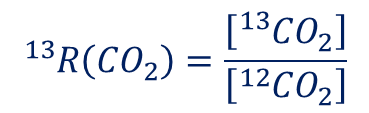 ¹³R(CO₂) = [¹³CO₂] / [¹²CO₂]